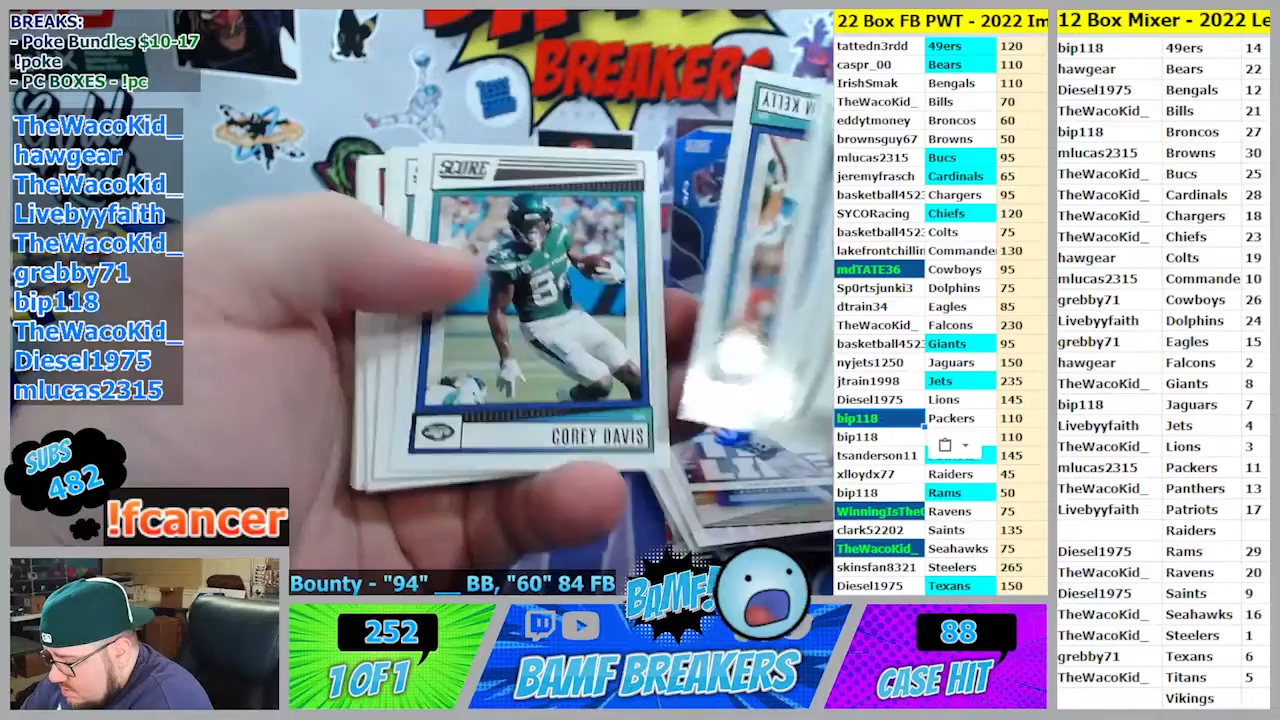 BREAKES:
- Poke Bundles $10-17
!poke
- PC BOXES - !pc
TheWacoKid_
hawgear
TheWacoKid_
Livebyyfaith
TheWacoKid_
grebby71
bip118
TheWacoKid_
Diesel1975
mlucas2315
SUBS
482
!fcancer
BREAKERS
SCORE
COREY DAVIS
KELLY
Bounty - "94" __ BB, "60" 84 FB
BAMF!
252
1 OF 1
BAMF BREAKERS
88
CASE HIT
22 Box FB PWT - 2022 Im
tattedn3rdd 49ers 120
caspr_00 Bears 110
IrishSmak Bengals 110
TheWacoKid_ Bills 70
eddytmoney Broncos 60
brownsguy67 Browns 50
mlucas2315 Bucs 95
jeremyfrasch Cardinals 65
basketball452 Chargers 95
SYCORacing Chiefs 120
basketball452 Colts 75
lakefrontchillin Commande 130
mdTATE36 Cowboys 95
Sp0rtsjunki3 Dolphins 75
dtrain34 Eagles 85
TheWacoKid_ Falcons 230
basketball452 Giants 95
nyjets1250 Jaguars 150
jtrain1998 Jets 235
Diesel1975 Lions 145
bip118 Packers 110
bip118 110
tsanderson11 145
xlloydx77 Raiders 45
bip118 Rams 50
WinningIsThe Ravens 75
clark52202 Saints 135
TheWacoKid_ Seahawks 75
skinsfan8321 Steelers 265
Diesel1975 Texans 150
12 Box Mixer - 2022 Le
bip118 49ers 14
hawgear Bears 22
Diesel1975 Bengals 12
TheWacoKid_ Bills 21
bip118 Broncos 27
mlucas2315 Browns 30
TheWacoKid_ Bucs 25
TheWacoKid_ Cardinals 28
TheWacoKid_ Chargers 18
TheWacoKid_ Chiefs 23
hawgear Colts 19
mlucas2315 Commande 10
grebby71 Cowboys 26
Livebyyfaith Dolphins 24
grebby71 Eagles 15
hawgear Falcons 2
TheWacoKid_ Giants 8
bip118 Jaguars 7
Livebyyfaith Jets 4
TheWacoKid_ Lions 3
mlucas2315 Packers 11
TheWacoKid_ Panthers 13
Livebyyfaith Patriots 17
Raiders
Diesel1975 Rams 29
TheWacoKid_ Ravens 20
Diesel1975 Saints 9
TheWacoKid_ Seahawks 16
TheWacoKid_ Steelers 1
grebby71 Texans 6
TheWacoKid_ Titans 5
Vikings